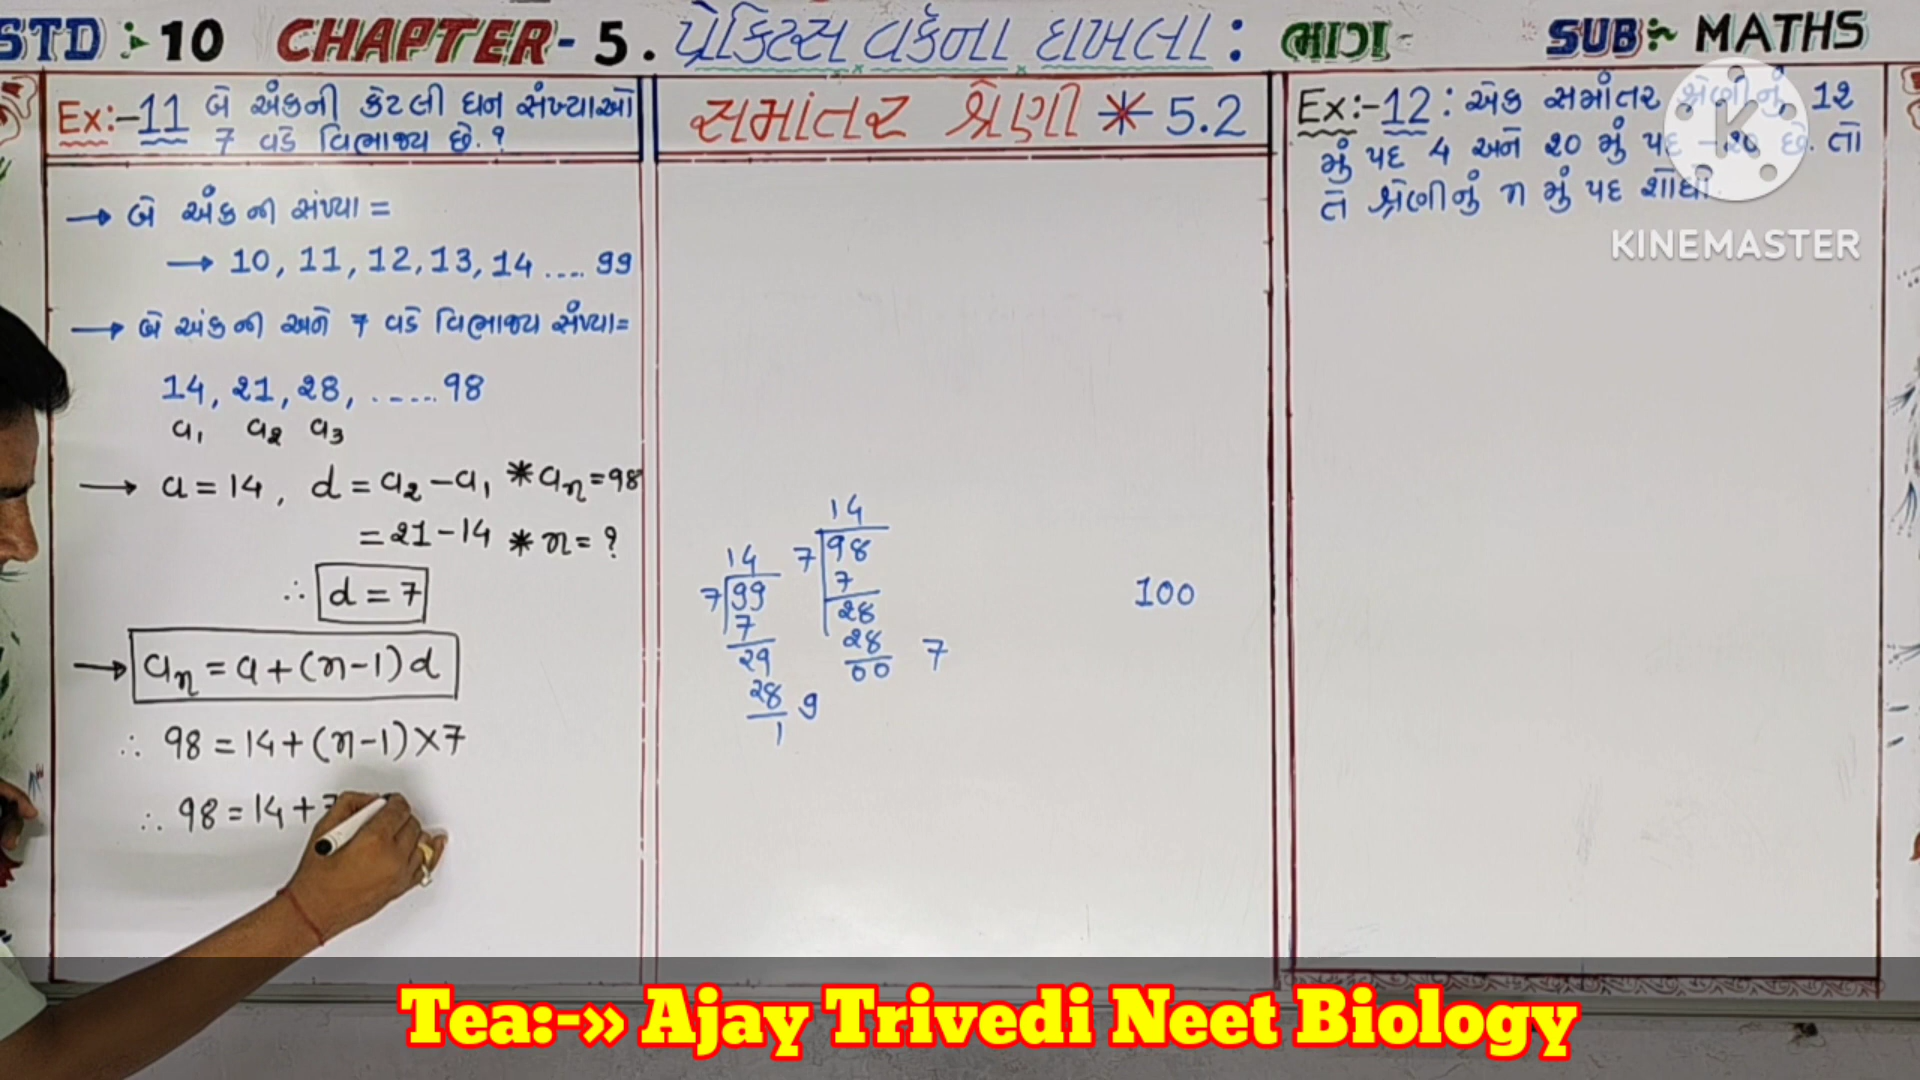 STD :- 10 CHAPTER - 5 . પ્રેક્ટિસ વર્કના દાખલા : ભાગ - SUB :- MATHS
Ex:- 11 બે અંકની કેટલી ધન સંખ્યાઓ
7 વડે વિભાજ્ય છે. ?
→ બે અંકની સંખ્યા =
→ 10, 11, 12, 13, 14 .... 99
→ બે અંકની અને 7 વડે વિભાજ્ય સંખ્યા=
14, 21, 28, ...... 98
a₁ a₂ a₃
→ a = 14, d = a₂ - a₁ * aₙ = 98
= 21 - 14 * n = ?
∴ d = 7
→ aₙ = a + (n-1) d
∴ 98 = 14 + (n-1) × 7
∴ 98 = 14 + 7
સમાંતર શ્રેણી * 5.2
14
7 99
7
29
28 9
1
14
7 98
7
28
28 7
00
100
Ex:- 12 : એક સમાંતર શ્રેણીનું 12
મું પદ 4 અને 20 મું પદ -20 છે. તો
તે શ્રેણીનું n મું પદ શોધો.
K
KINEMASTER
Tea:-» Ajay Trivedi Neet Biology